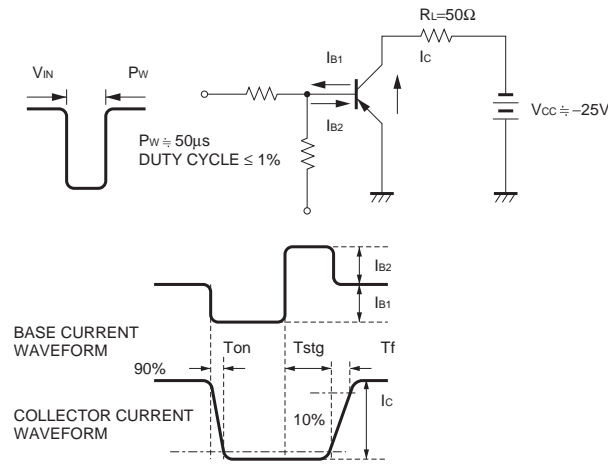 RL=50Ω
IC
IB1
VIN
PW
IB2
VCC ≒ −25V
PW ≒ 50μs
DUTY CYCLE ≤ 1%
IB2
IB1
BASE CURRENT
WAVEFORM
Ton
Tstg
Tf
90%
IC
10%
COLLECTOR CURRENT
WAVEFORM